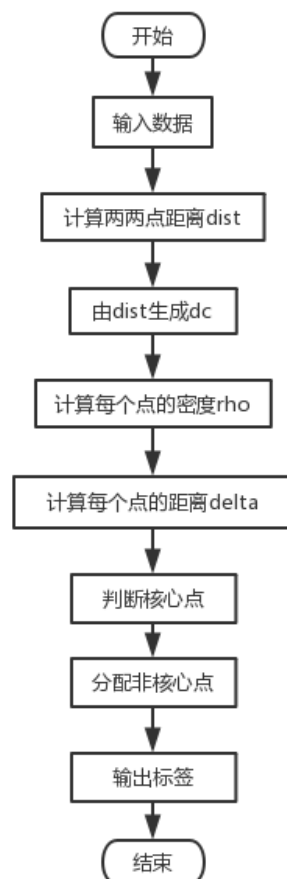 开始
输入数据
计算两两点距离dist
由dist生成dc
计算每个点的密度rho
计算每个点的距离delta
判断核心点
分配非核心点
输出标签
结束